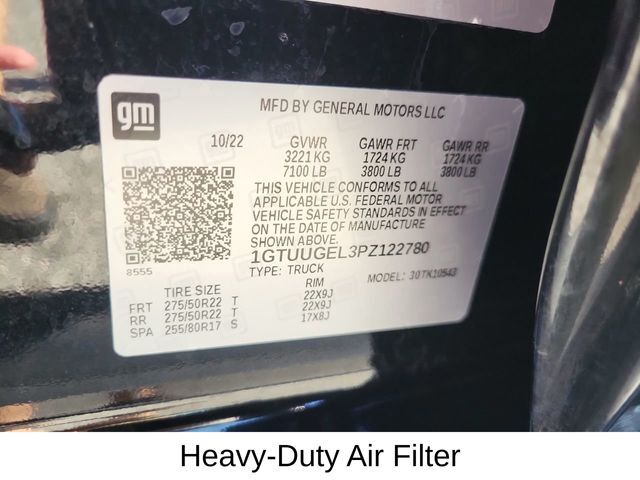 gm
MFD BY GENERAL MOTORS LLC
10/22 GVWR GAWR FRT GAWR RR
3221 KG 1724 KG 1724 KG
7100 LB 3800 LB 3800 LB
THIS VEHICLE CONFORMS TO ALL
APPLICABLE U.S. FEDERAL MOTOR
VEHICLE SAFETY STANDARDS IN EFFECT
ON THE DATE OF MANUFACTURE
SHOWN ABOVE.
8555
1GTUUGEL3PZ122780
TYPE: TRUCK MODEL: 30TK10543
TIRE SIZE RIM
FRT 275/50R22 T 22X9J
RR 275/50R22 T 22X9J
SPA 255/80R17 S 17X8J
Heavy-Duty Air Filter